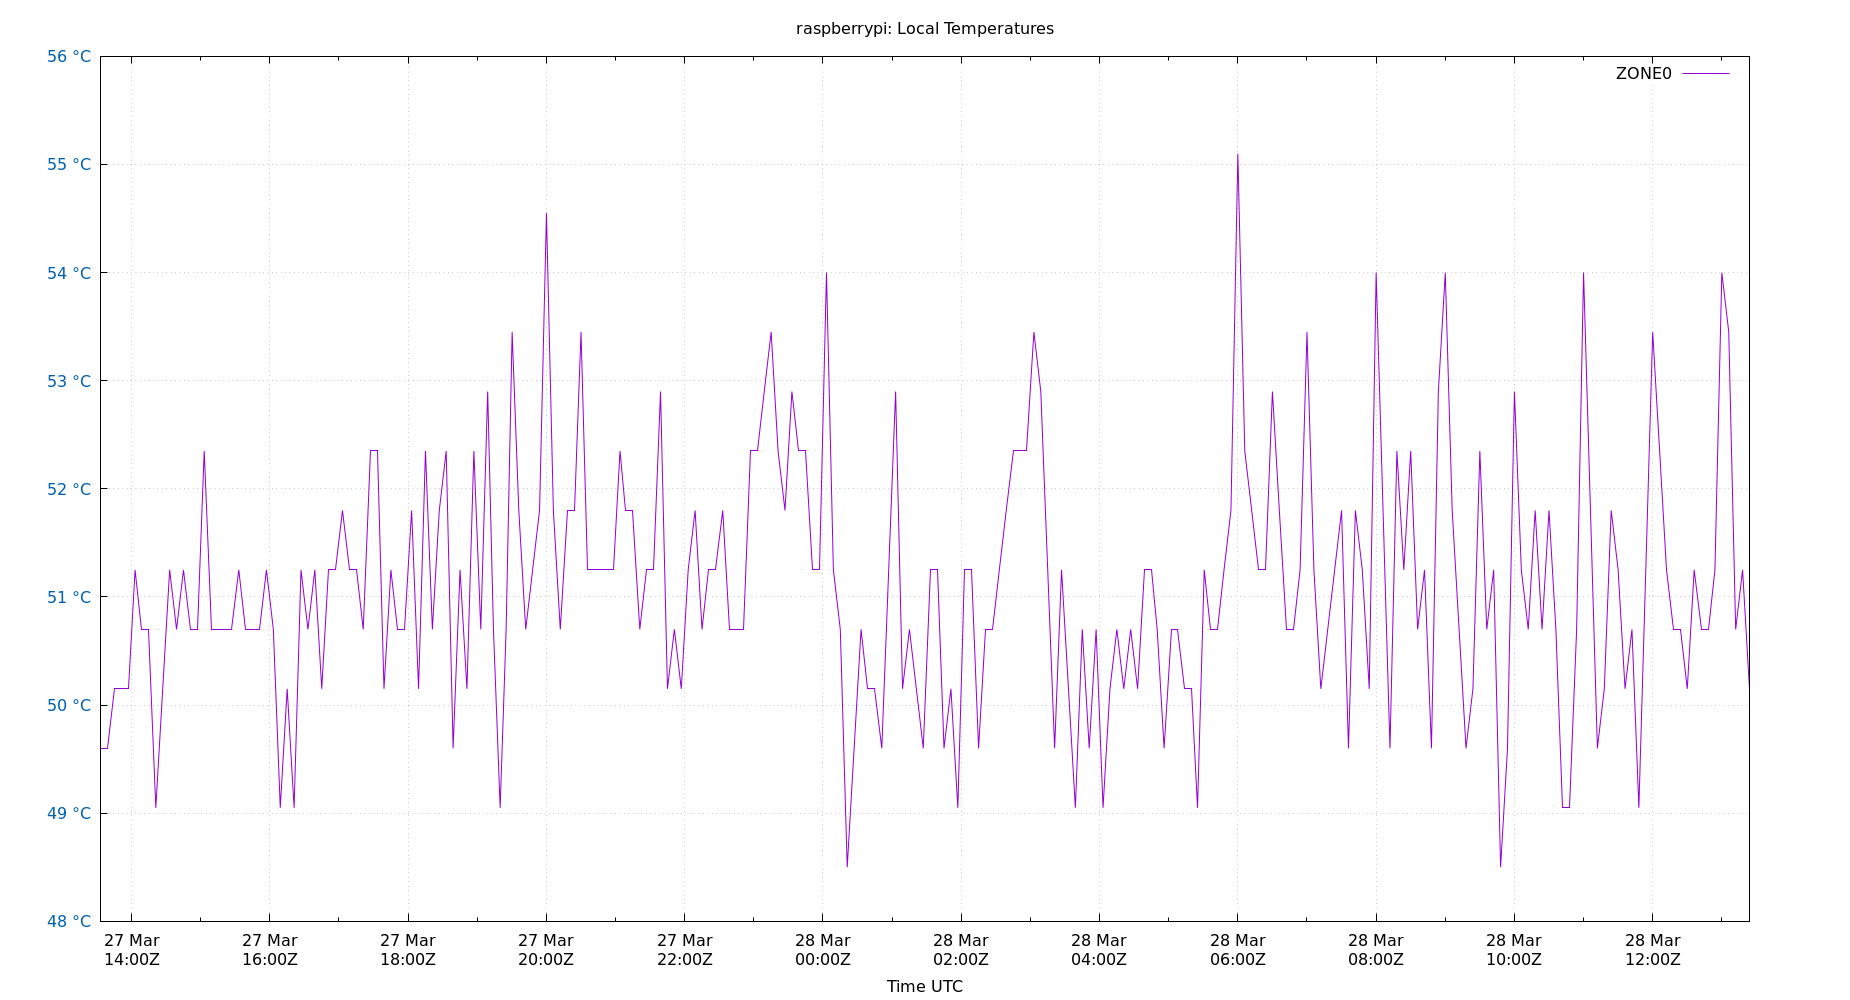 raspberrypi: Local Temperatures
ZONE0
56 °C
55 °C
54 °C
53 °C
52 °C
51 °C
50 °C
49 °C
48 °C
27 Mar 27 Mar 27 Mar 27 Mar 27 Mar 28 Mar 28 Mar 28 Mar 28 Mar 28 Mar 28 Mar 28 Mar
14:00Z 16:00Z 18:00Z 20:00Z 22:00Z 00:00Z 02:00Z 04:00Z 06:00Z 08:00Z 10:00Z 12:00Z
Time UTC